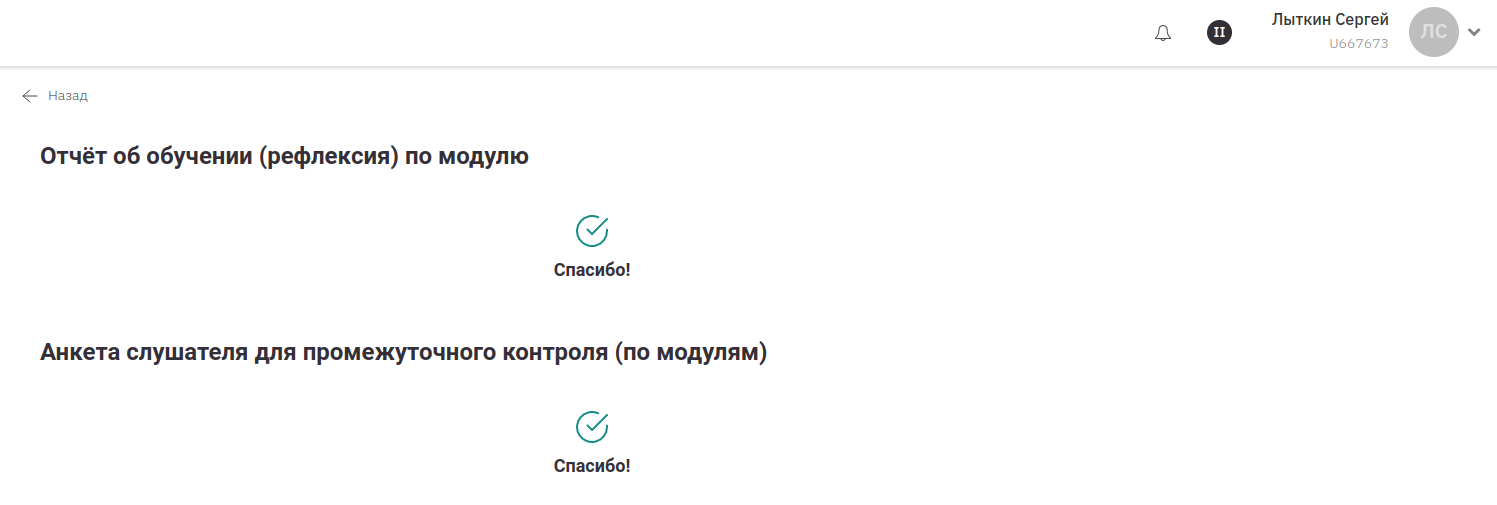 Лыткин Сергей
U667673
II
ЛС
Назад
Отчёт об обучении (рефлексия) по модулю
Спасибо!
Анкета слушателя для промежуточного контроля (по модулям)
Спасибо!